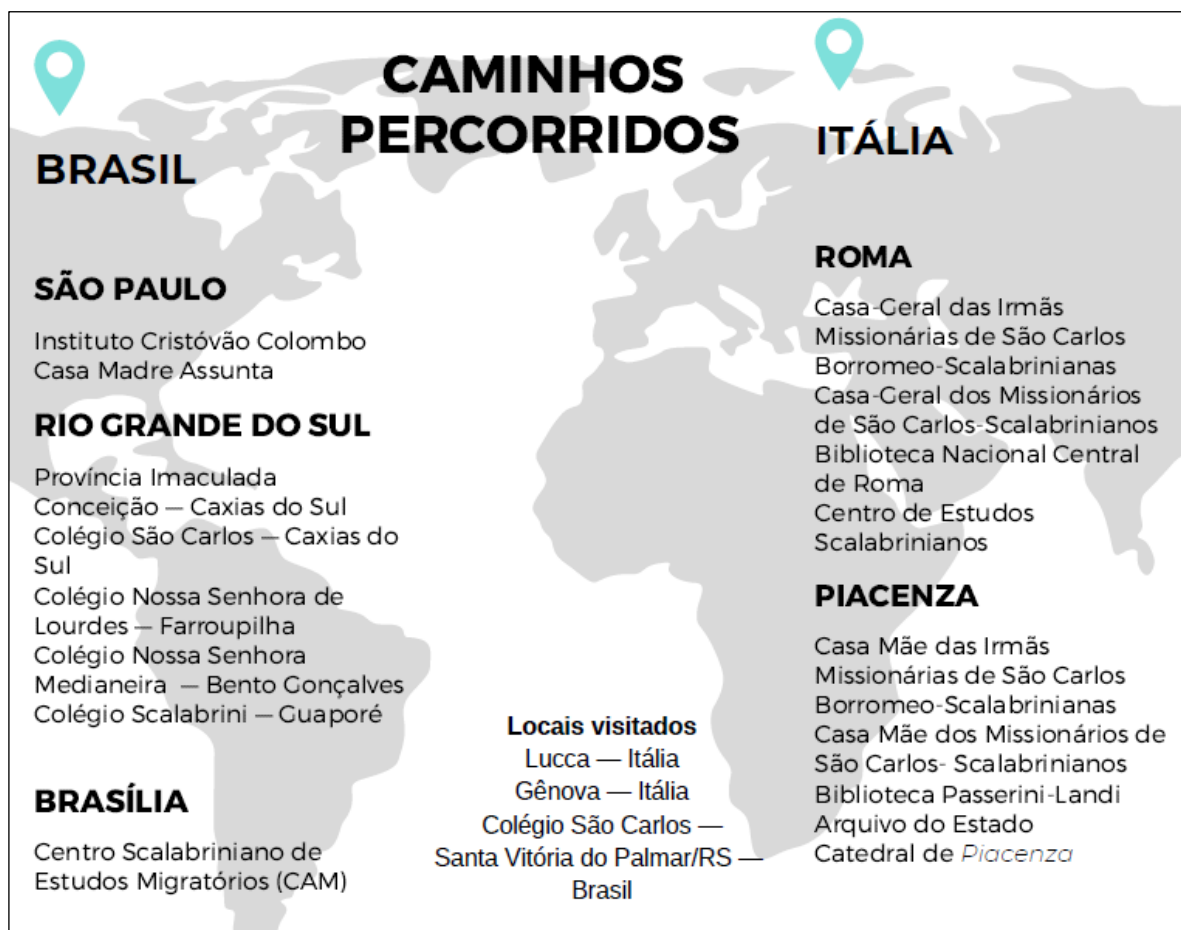 CAMINHOS
PERCORRIDOS
BRASIL
SÃO PAULO
Instituto Cristóvão Colombo
Casa Madre Assunta
RIO GRANDE DO SUL
Província Imaculada
Conceição — Caxias do Sul
Colégio São Carlos — Caxias do
Sul
Colégio Nossa Senhora de
Lourdes — Farroupilha
Colégio Nossa Senhora
Medianeira — Bento Gonçalves
Colégio Scalabrini — Guaporé
BRASÍLIA
Centro Scalabriniano de
Estudos Migratórios (CAM)
Locais visitados
Lucca — Itália
Gênova — Itália
Colégio São Carlos —
Santa Vitória do Palmar/RS —
Brasil
ITÁLIA
ROMA
Casa-Geral das Irmãs
Missionárias de São Carlos
Borromeo-Scalabrinianas
Casa-Geral dos Missionários
de São Carlos-Scalabrinianos
Biblioteca Nacional Central
de Roma
Centro de Estudos
Scalabrinianos
PIACENZA
Casa Mãe das Irmãs
Missionárias de São Carlos
Borromeo-Scalabrinianas
Casa Mãe dos Missionários de
São Carlos- Scalabrinianos
Biblioteca Passerini-Landi
Arquivo do Estado
Catedral de Piacenza